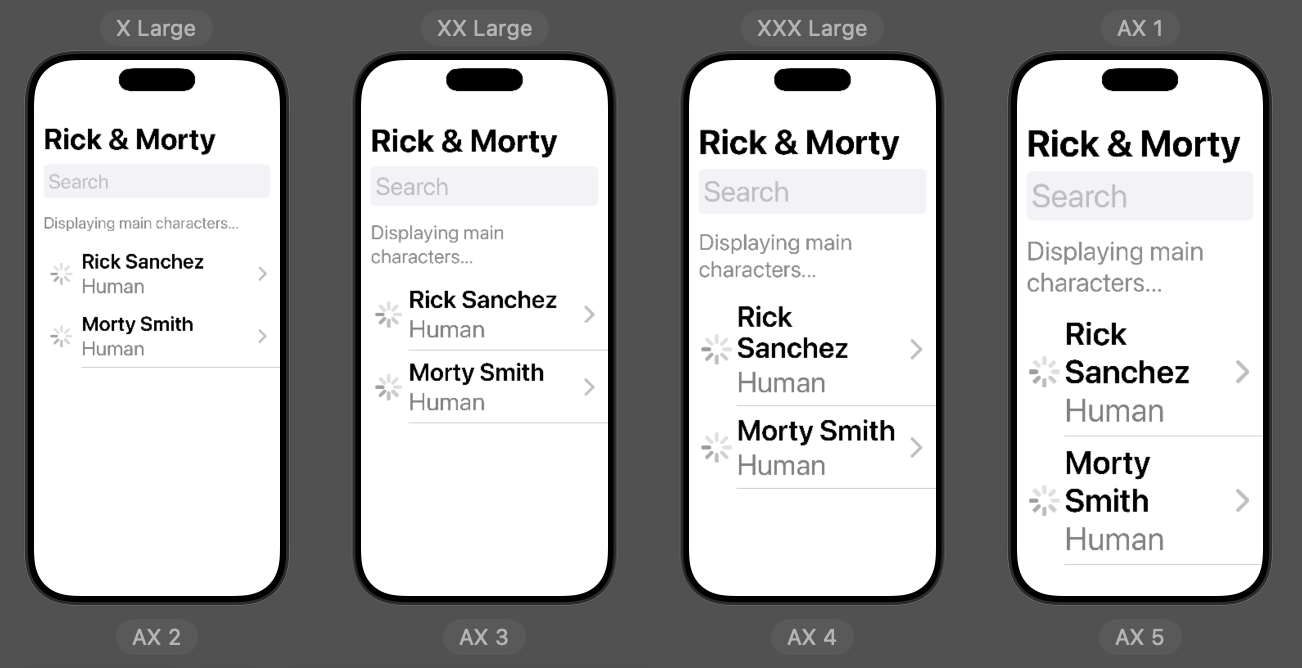 X Large
XX Large
XXX Large
AX 1
Rick & Morty
Search
Displaying main characters...
Rick Sanchez
Human
Morty Smith
Human
Rick & Morty
Search
Displaying main
characters...
Rick Sanchez
Human
Morty Smith
Human
Rick & Morty
Search
Displaying main
characters...
Rick
Sanchez
Human
Morty Smith
Human
Rick & Morty
Search
Displaying main
characters...
Rick
Sanchez
Human
Morty
Smith
Human
AX 2
AX 3
AX 4
AX 5